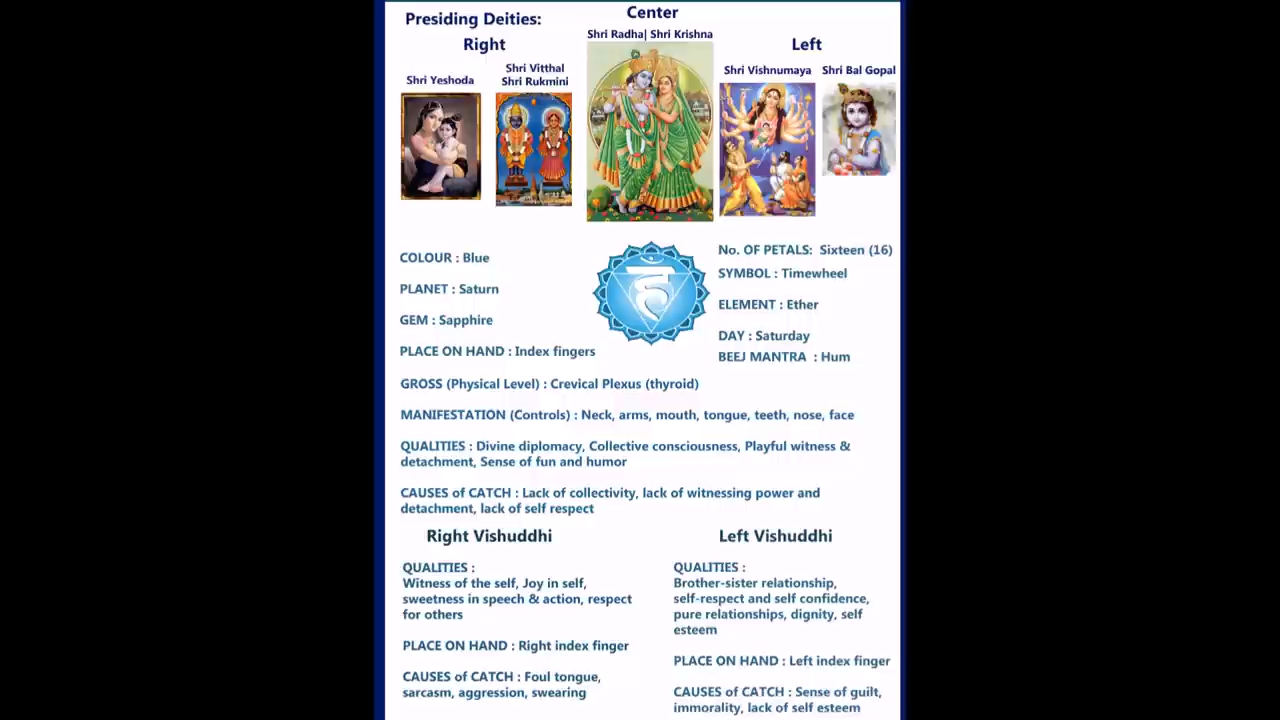 Presiding Deities:
Center
Right
Shri Radha| Shri Krishna
Left
Shri Yeshoda
Shri Vitthal
Shri Rukmini
Shri Vishnumaya
Shri Bal Gopal
COLOUR : Blue
PLANET : Saturn
GEM : Sapphire
PLACE ON HAND : Index fingers
हं
No. OF PETALS: Sixteen (16)
SYMBOL : Timewheel
ELEMENT : Ether
DAY : Saturday
BEEJ MANTRA : Hum
GROSS (Physical Level) : Crevical Plexus (thyroid)
MANIFESTATION (Controls) : Neck, arms, mouth, tongue, teeth, nose, face
QUALITIES : Divine diplomacy, Collective consciousness, Playful witness &
detachment, Sense of fun and humor
CAUSES of CATCH : Lack of collectivity, lack of witnessing power and
detachment, lack of self respect
Right Vishuddhi
QUALITIES :
Witness of the self, Joy in self,
sweetness in speech & action, respect
for others
PLACE ON HAND : Right index finger
CAUSES of CATCH : Foul tongue,
sarcasm, aggression, swearing
Left Vishuddhi
QUALITIES :
Brother-sister relationship,
self-respect and self confidence,
pure relationships, dignity, self
esteem
PLACE ON HAND : Left index finger
CAUSES of CATCH : Sense of guilt,
immorality, lack of self esteem